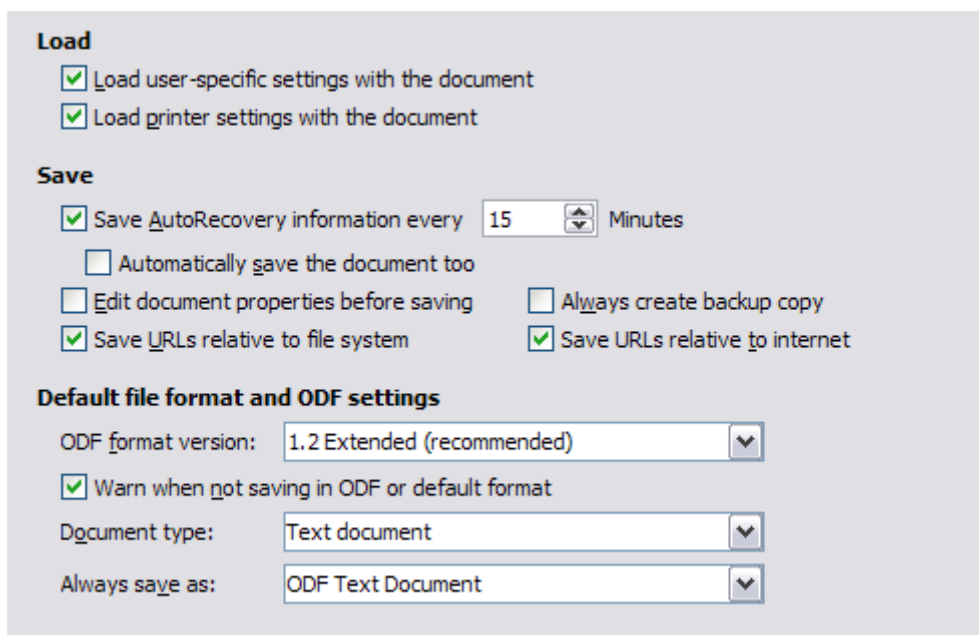 Load
Load user-specific settings with the document
Load printer settings with the document
Save
Save AutoRecovery information every 15 Minutes
Automatically save the document too
Edit document properties before saving Always create backup copy
Save URLs relative to file system Save URLs relative to internet
Default file format and ODF settings
ODF format version: 1.2 Extended (recommended)
Warn when not saving in ODF or default format
Document type: Text document
Always save as: ODF Text Document